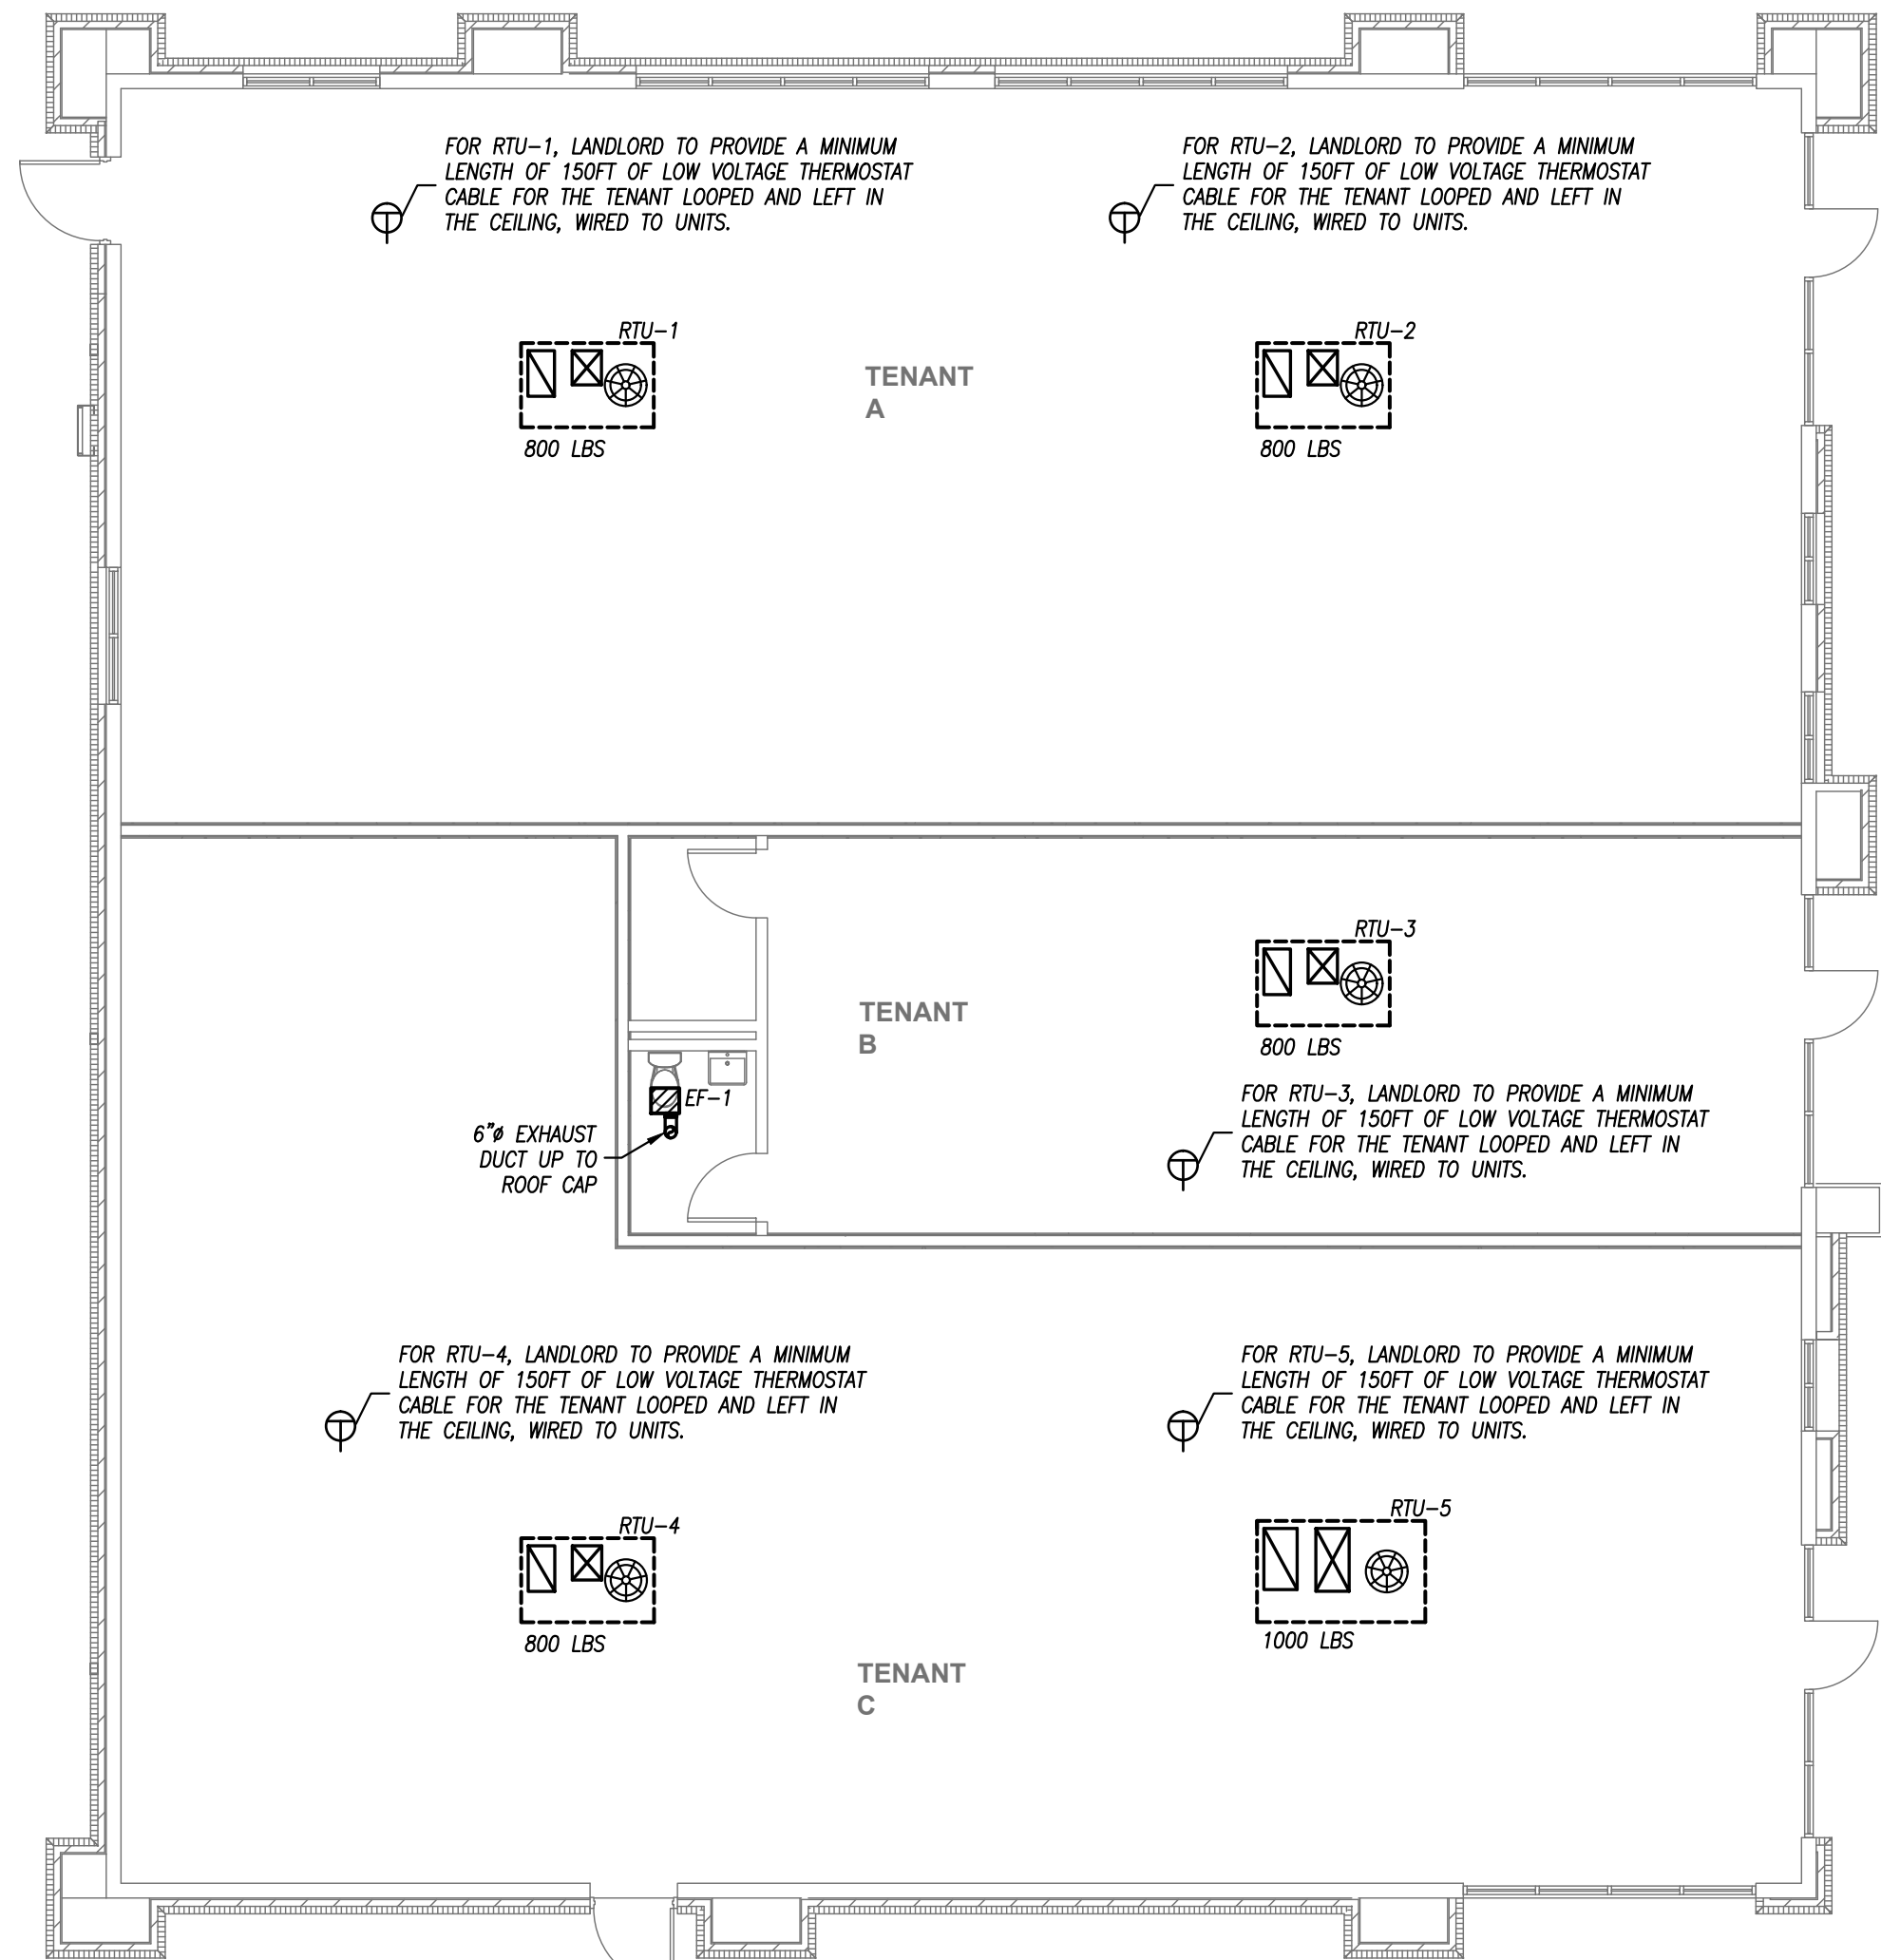 FOR RTU-1, LANDLORD TO PROVIDE A MINIMUM
LENGTH OF 150FT OF LOW VOLTAGE THERMOSTAT
CABLE FOR THE TENANT LOOPED AND LEFT IN
THE CEILING, WIRED TO UNITS.
FOR RTU-2, LANDLORD TO PROVIDE A MINIMUM
LENGTH OF 150FT OF LOW VOLTAGE THERMOSTAT
CABLE FOR THE TENANT LOOPED AND LEFT IN
THE CEILING, WIRED TO UNITS.
RTU-1
800 LBS
TENANT
A
RTU-2
800 LBS
RTU-3
800 LBS
TENANT
B
EF-1
6"ø EXHAUST
DUCT UP TO
ROOF CAP
FOR RTU-3, LANDLORD TO PROVIDE A MINIMUM
LENGTH OF 150FT OF LOW VOLTAGE THERMOSTAT
CABLE FOR THE TENANT LOOPED AND LEFT IN
THE CEILING, WIRED TO UNITS.
FOR RTU-4, LANDLORD TO PROVIDE A MINIMUM
LENGTH OF 150FT OF LOW VOLTAGE THERMOSTAT
CABLE FOR THE TENANT LOOPED AND LEFT IN
THE CEILING, WIRED TO UNITS.
FOR RTU-5, LANDLORD TO PROVIDE A MINIMUM
LENGTH OF 150FT OF LOW VOLTAGE THERMOSTAT
CABLE FOR THE TENANT LOOPED AND LEFT IN
THE CEILING, WIRED TO UNITS.
RTU-4
800 LBS
RTU-5
1000 LBS
TENANT
C